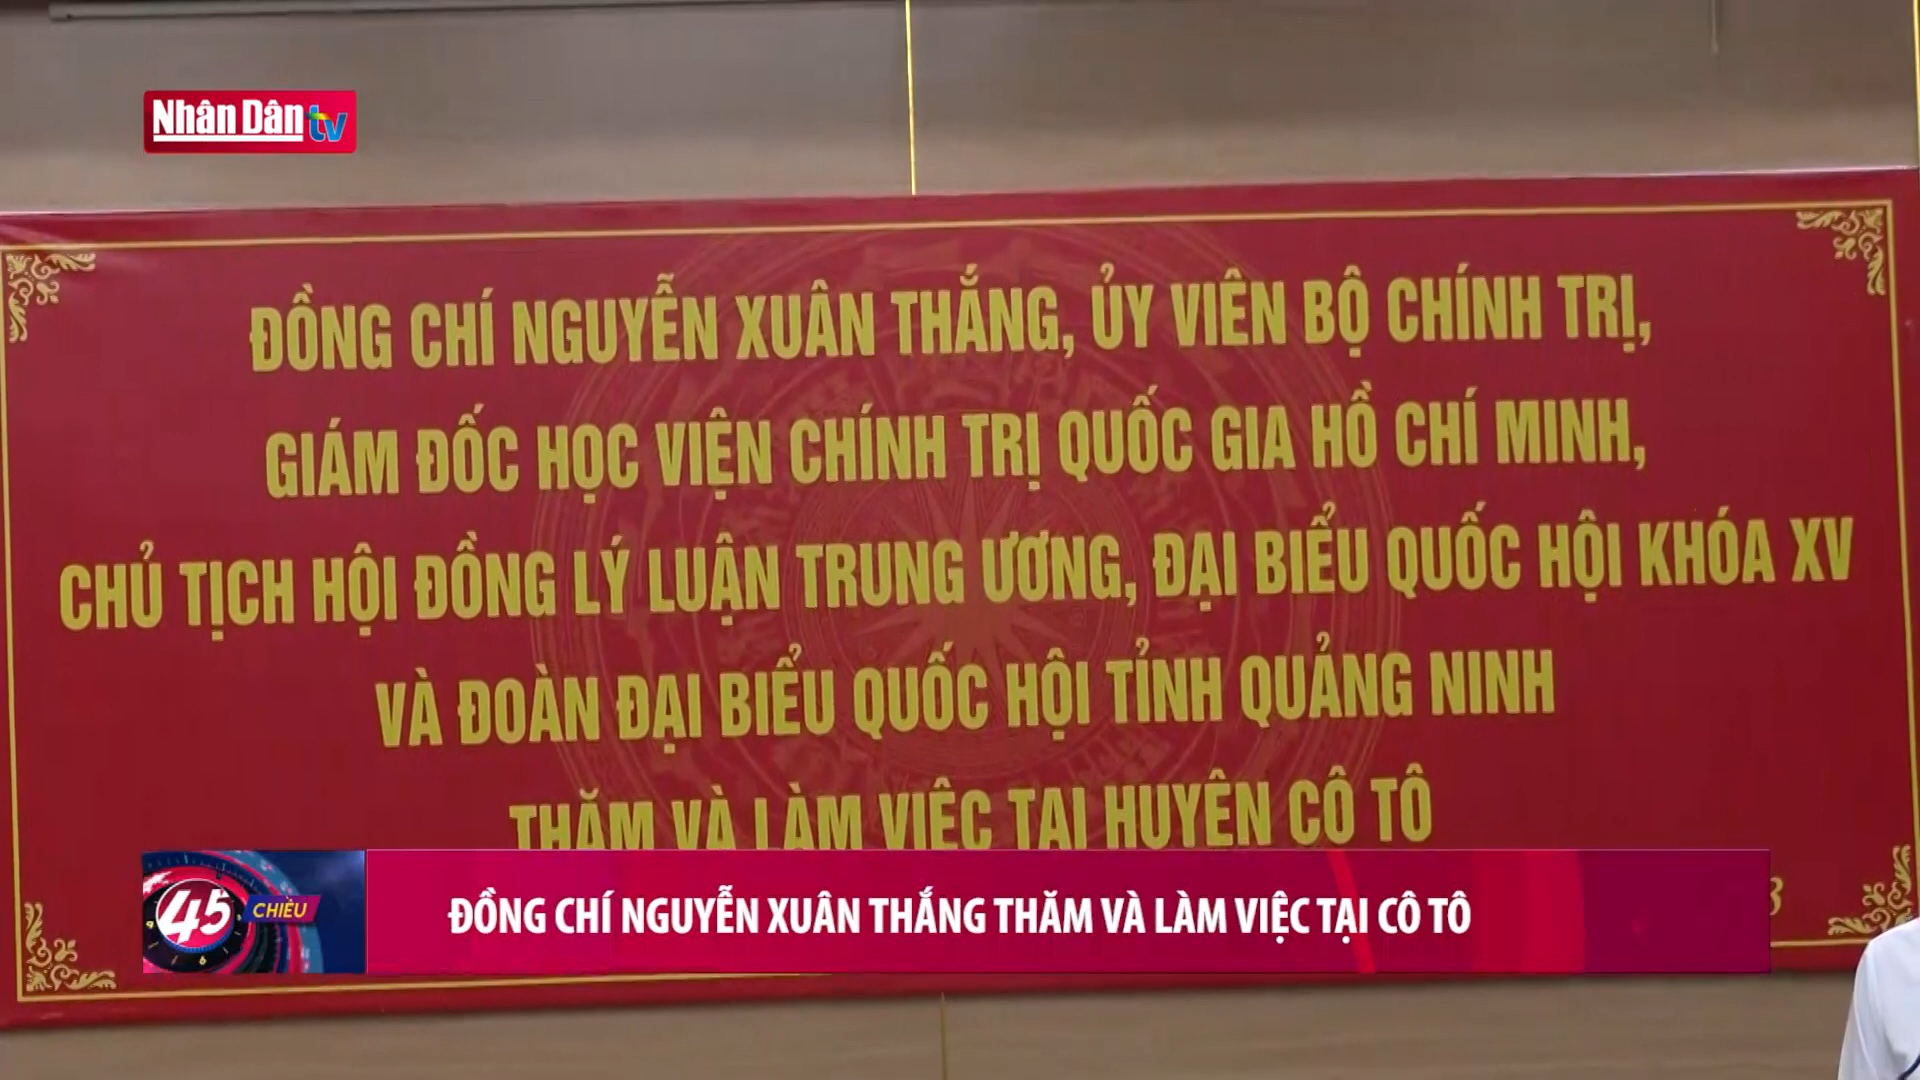 Nhân Dân tv
ĐỒNG CHÍ NGUYỄN XUÂN THẮNG, ỦY VIÊN BỘ CHÍNH TRỊ,
GIÁM ĐỐC HỌC VIỆN CHÍNH TRỊ QUỐC GIA HỒ CHÍ MINH,
CHỦ TỊCH HỘI ĐỒNG LÝ LUẬN TRUNG ƯƠNG, ĐẠI BIỂU QUỐC HỘI KHÓA XV
VÀ ĐOÀN ĐẠI BIỂU QUỐC HỘI TỈNH QUẢNG NINH
THĂM VÀ LÀM VIỆC TẠI HUYỆN CÔ TÔ
45 CHIỀU
ĐỒNG CHÍ NGUYỄN XUÂN THẮNG THĂM VÀ LÀM VIỆC TẠI CÔ TÔ